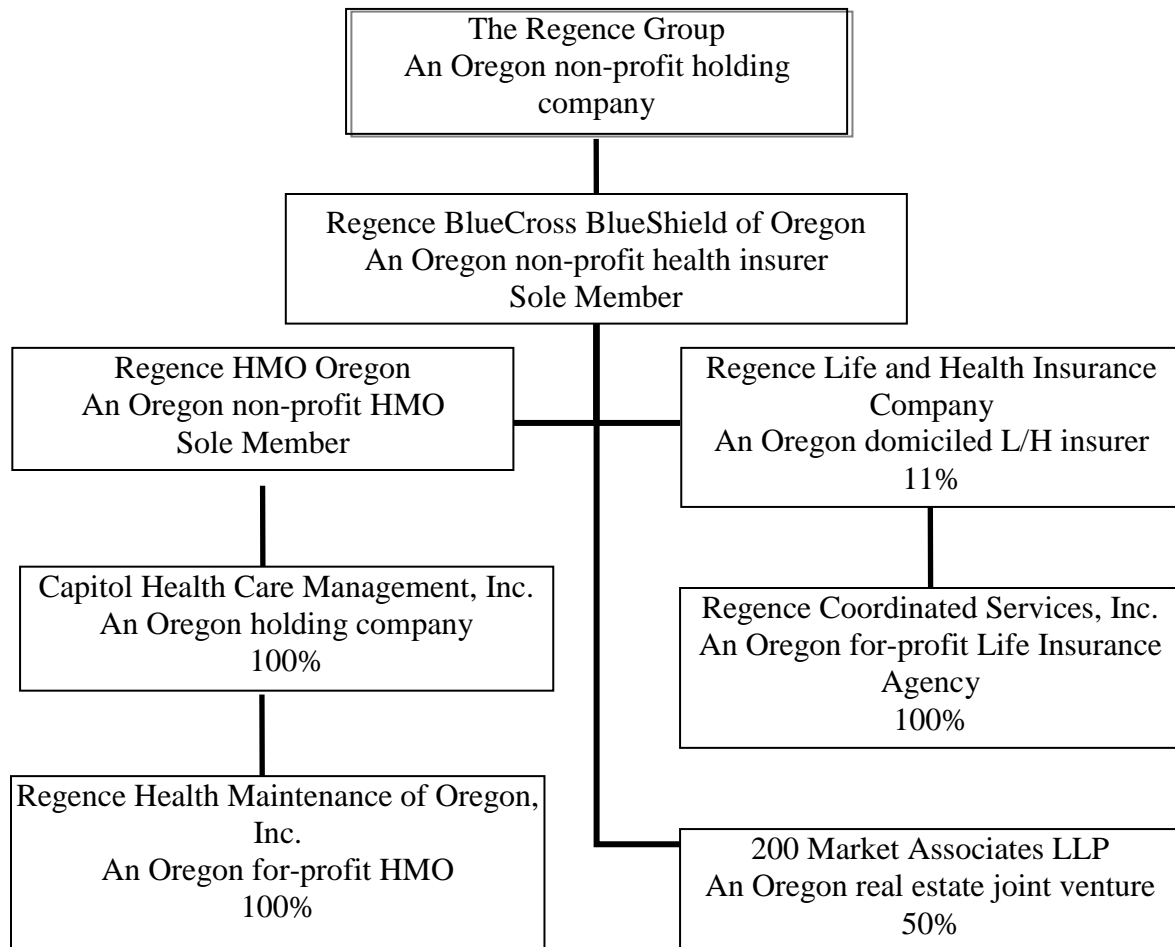 The Regence Group
An Oregon non-profit holding
company
Regence BlueCross BlueShield of Oregon
An Oregon non-profit health insurer
Sole Member
Regence HMO Oregon
An Oregon non-profit HMO
Sole Member
Regence Life and Health Insurance
Company
An Oregon domiciled L/H insurer
11%
Capitol Health Care Management, Inc.
An Oregon holding company
100%
Regence Coordinated Services, Inc.
An Oregon for-profit Life Insurance
Agency
100%
Regence Health Maintenance of Oregon,
Inc.
An Oregon for-profit HMO
100%
200 Market Associates LLP
An Oregon real estate joint venture
50%